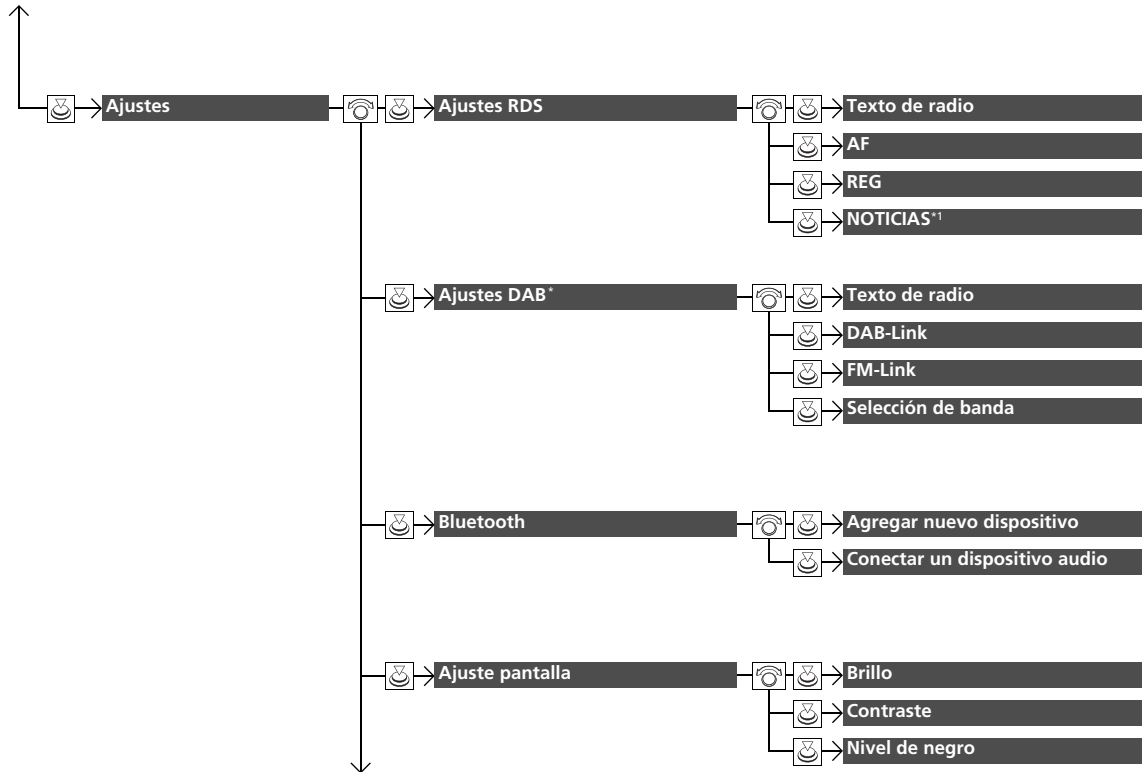 Ajustes
Ajustes RDS
Texto de radio
AF
REG
NOTICIAS*1
Ajustes DAB*
Texto de radio
DAB-Link
FM-Link
Selección de banda
Bluetooth
Agregar nuevo dispositivo
Conectar un dispositivo audio
Ajuste pantalla
Brillo
Contraste
Nivel de negro